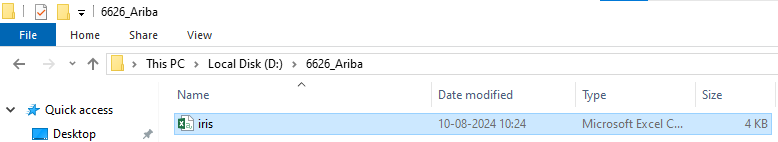 6626_Ariba
File Home Share View
This PC > Local Disk (D:) > 6626_Ariba
Name Date modified Type Size
Quick access
iris 10-08-2024 10:24 Microsoft Excel C... 4 KB
Desktop